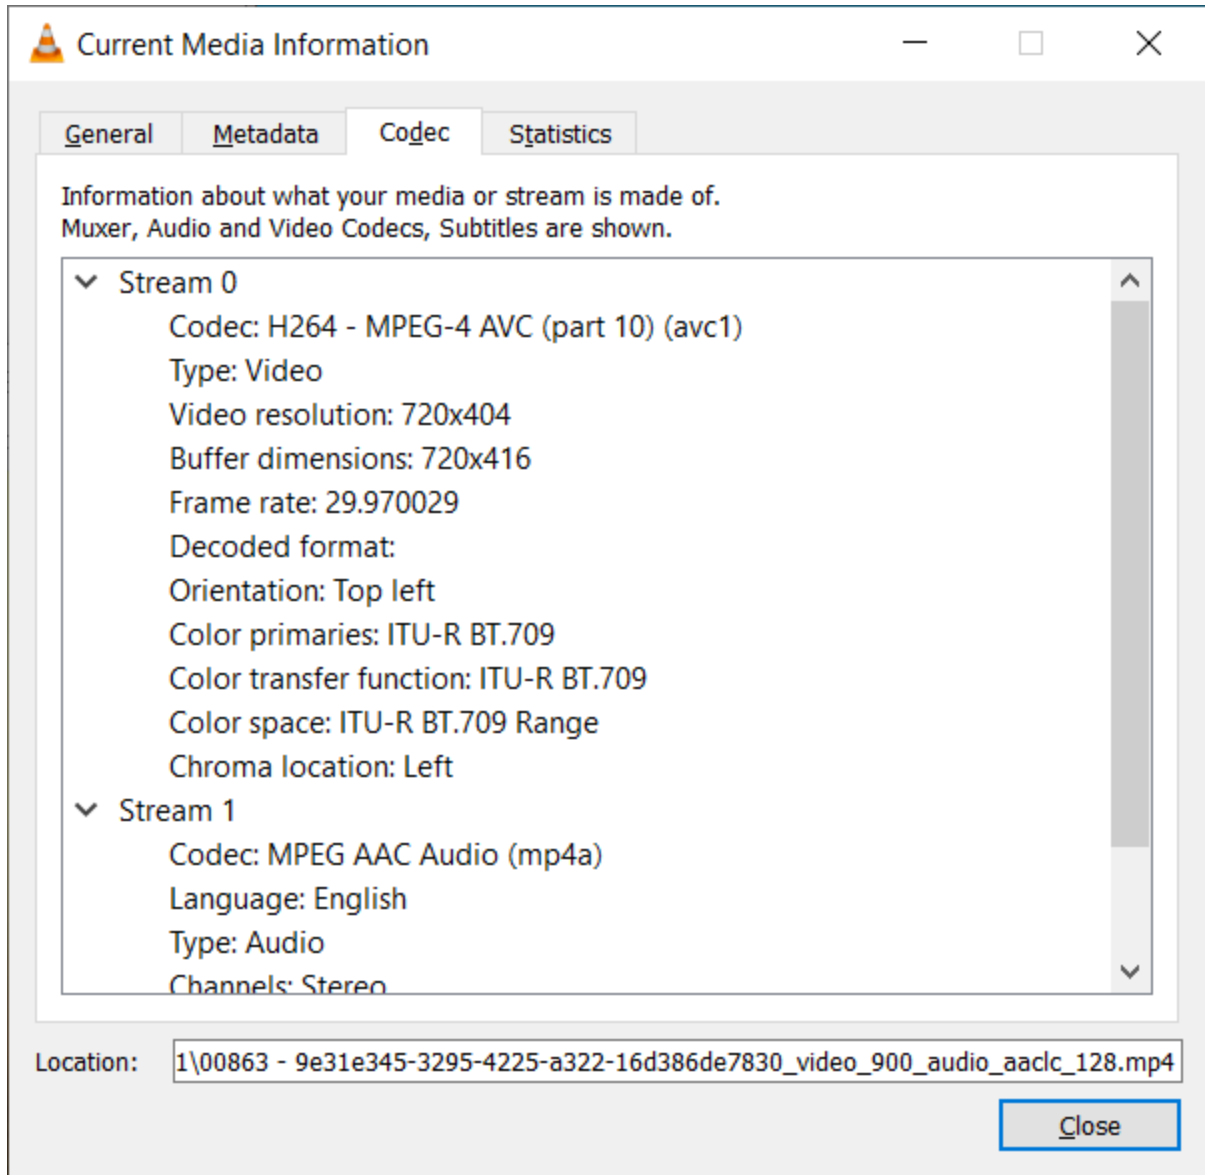 Current Media Information
General Metadata Codec Statistics
Information about what your media or stream is made of.
Muxer, Audio and Video Codecs, Subtitles are shown.
Stream 0
Codec: H264 - MPEG-4 AVC (part 10) (avc1)
Type: Video
Video resolution: 720x404
Buffer dimensions: 720x416
Frame rate: 29.970029
Decoded format:
Orientation: Top left
Color primaries: ITU-R BT.709
Color transfer function: ITU-R BT.709
Color space: ITU-R BT.709 Range
Chroma location: Left
Stream 1
Codec: MPEG AAC Audio (mp4a)
Language: English
Type: Audio
Channels: Stereo
Location: 1\00863 - 9e31e345-3295-4225-a322-16d386de7830_video_900_audio_aaclc_128.mp4
Close